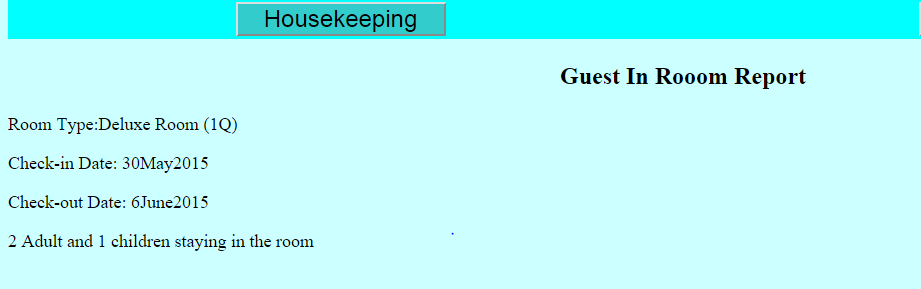 Housekeeping
Guest In Rooom Report
Room Type:Deluxe Room (1Q)
Check-in Date: 30May2015
Check-out Date: 6June2015
2 Adult and 1 children staying in the room